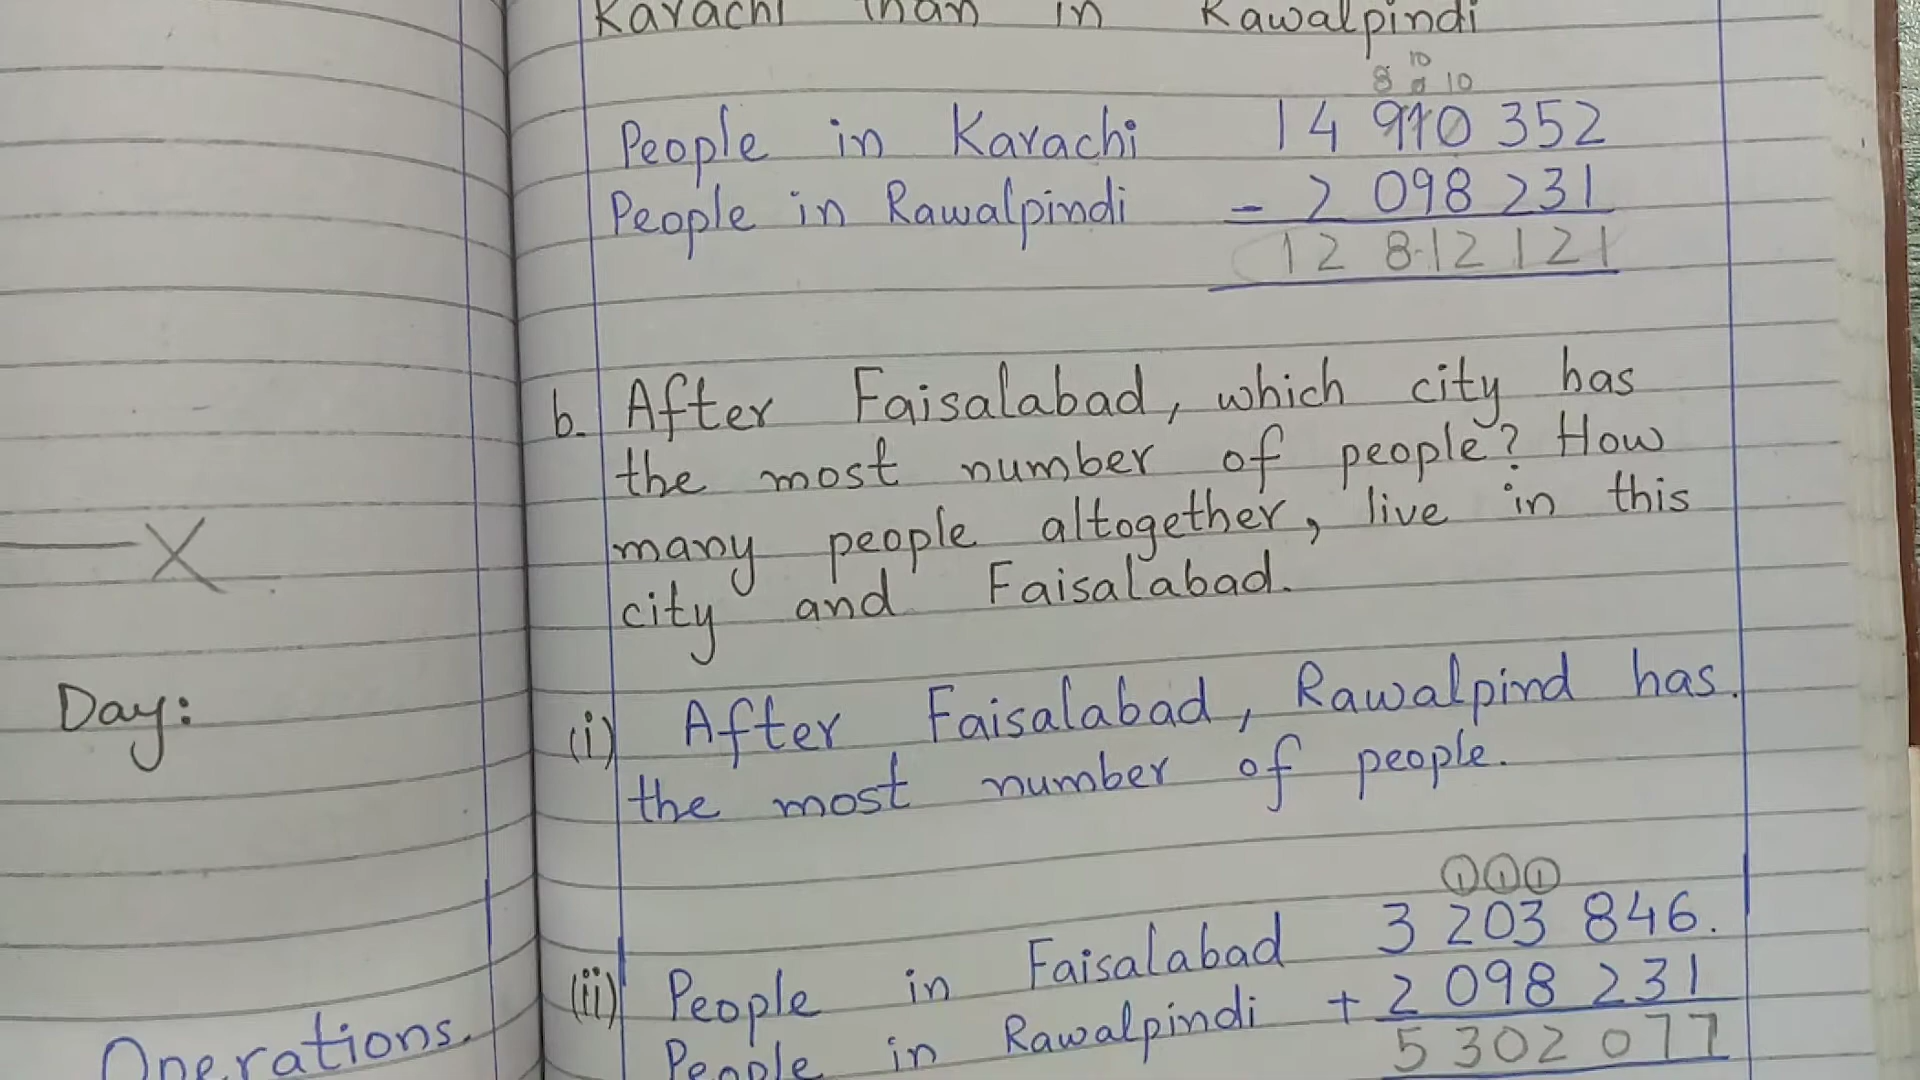 Karachi than in Rawalpindi
10
8 0 10
People in Karachi 14 910 352
People in Rawalpindi - 2 098 231
12 812 121
b. After Faisalabad, which city has
the most number of people? How
many people altogether, live in this
city and Faisalabad.
(i) After Faisalabad, Rawalpind has
the most number of people.
1 1 1
(ii) People in Faisalabad 3 203 846.
People in Rawalpindi + 2 098 231
5 302 077
X
Day:
Operations.